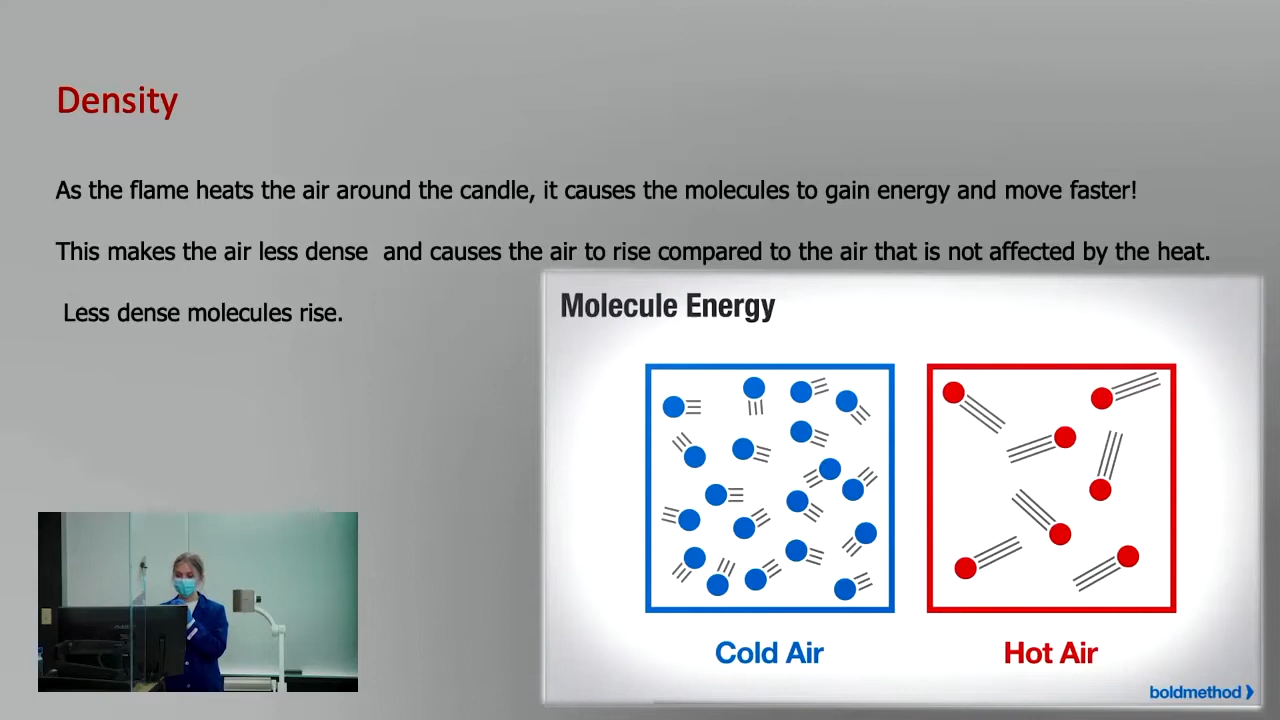 Density
As the flame heats the air around the candle, it causes the molecules to gain energy and move faster!
This makes the air less dense  and causes the air to rise compared to the air that is not affected by the heat.
Less dense molecules rise.
Molecule Energy
Cold Air
Hot Air
boldmethod